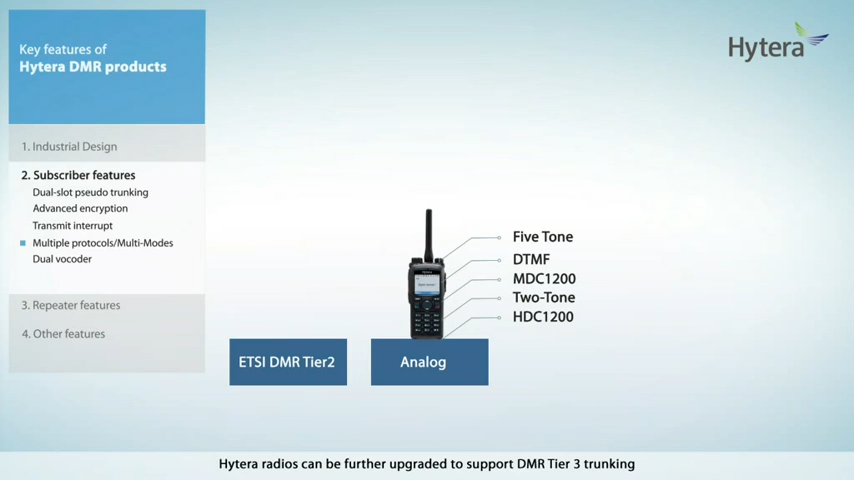 Key features of
Hytera DMR products
1. Industrial Design
2. Subscriber features
Dual-slot pseudo trunking
Advanced encryption
Transmit interrupt
Multiple protocols/Multi-Modes
Dual vocoder
3. Repeater features
4. Other features
Hytera
Five Tone
DTMF
MDC1200
Two-Tone
HDC1200
ETSI DMR Tier2
Analog
Hytera radios can be further upgraded to support DMR Tier 3 trunking